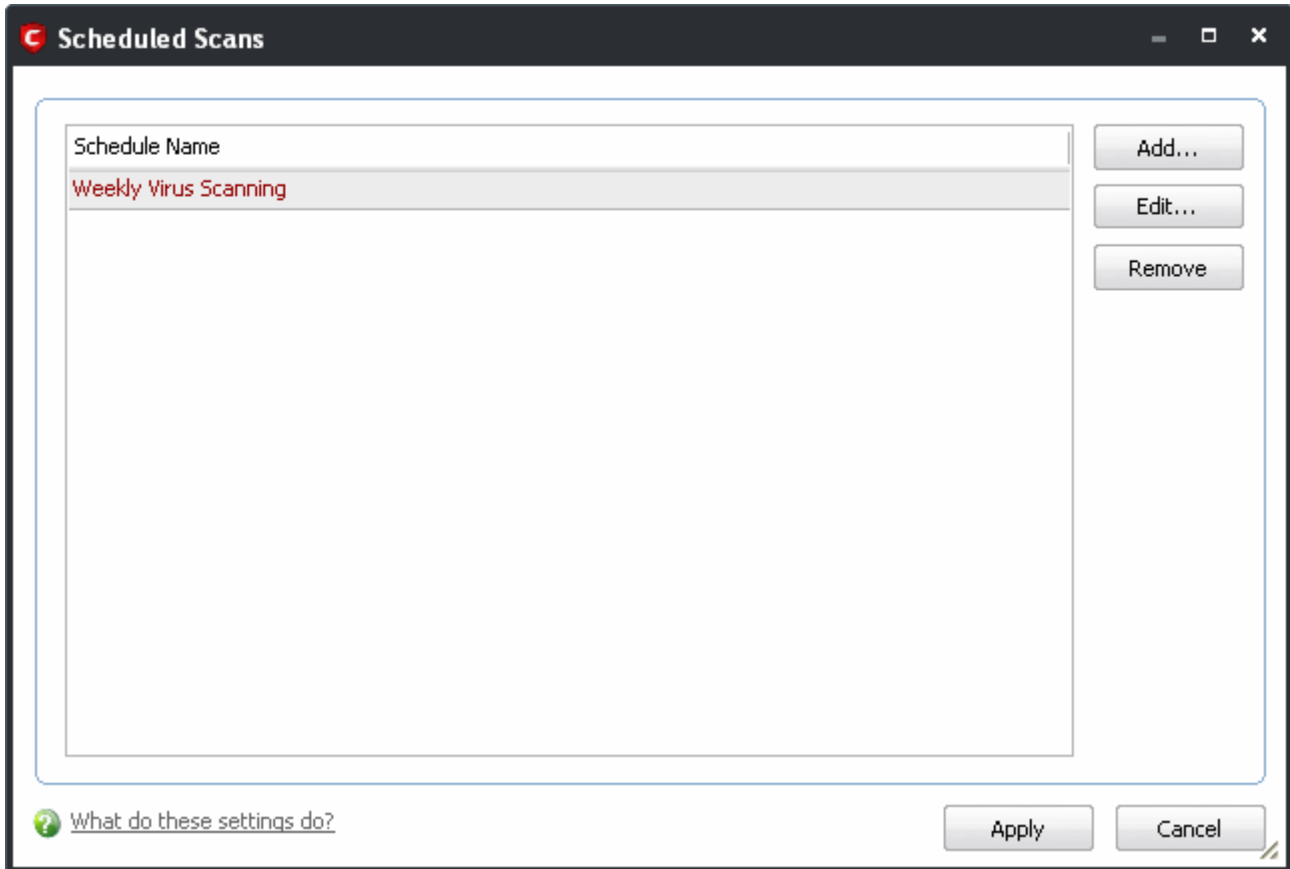 Scheduled Scans
Schedule Name
Weekly Virus Scanning
Add...
Edit...
Remove
What do these settings do?
Apply
Cancel